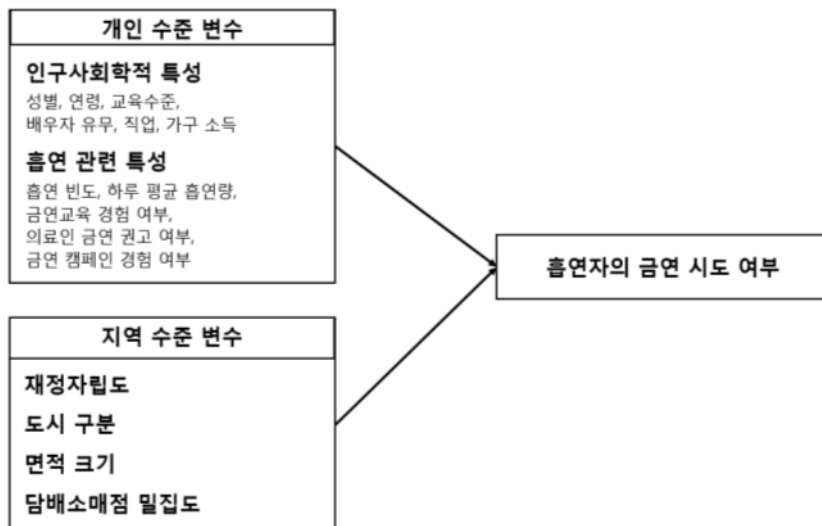 개인 수준 변수
인구사회학적 특성
성별, 연령, 교육수준,
배우자 유무, 직업, 가구 소득
흡연 관련 특성
흡연 빈도, 하루 평균 흡연량,
금연교육 경험 여부,
의료인 금연 권고 여부,
금연 캠페인 경험 여부
흡연자의 금연 시도 여부
지역 수준 변수
재정자립도
도시 구분
면적 크기
담배소매점 밀집도